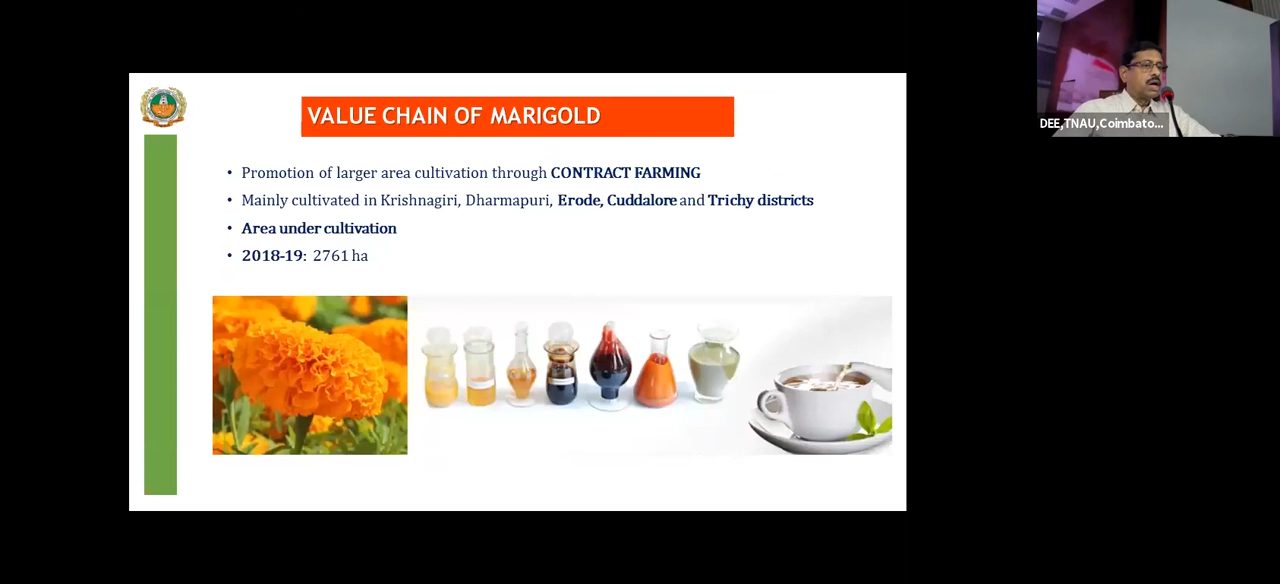 VALUE CHAIN OF MARIGOLD
• Promotion of larger area cultivation through CONTRACT FARMING
• Mainly cultivated in Krishnagiri, Dharmapuri, Erode, Cuddalore and Trichy districts
• Area under cultivation
• 2018-19: 2761 ha
DEE,TNAU,Coimbato...